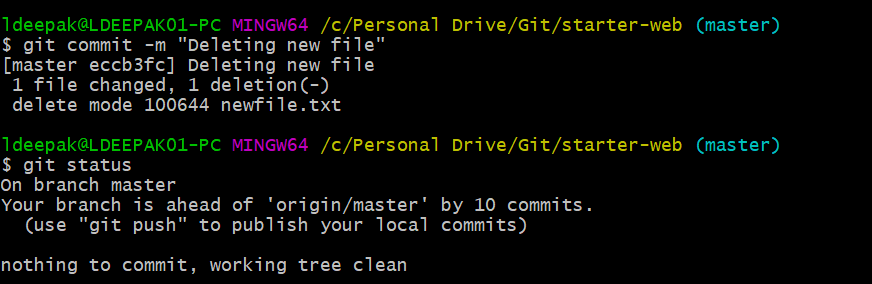 ldeepak@LDEEPAK01-PC MINGW64 /c/Personal Drive/Git/starter-web (master)
$ git commit -m "Deleting new file"
[master eccb3fc] Deleting new file
 1 file changed, 1 deletion(-)
 delete mode 100644 newfile.txt

ldeepak@LDEEPAK01-PC MINGW64 /c/Personal Drive/Git/starter-web (master)
$ git status
On branch master
Your branch is ahead of 'origin/master' by 10 commits.
  (use "git push" to publish your local commits)

nothing to commit, working tree clean